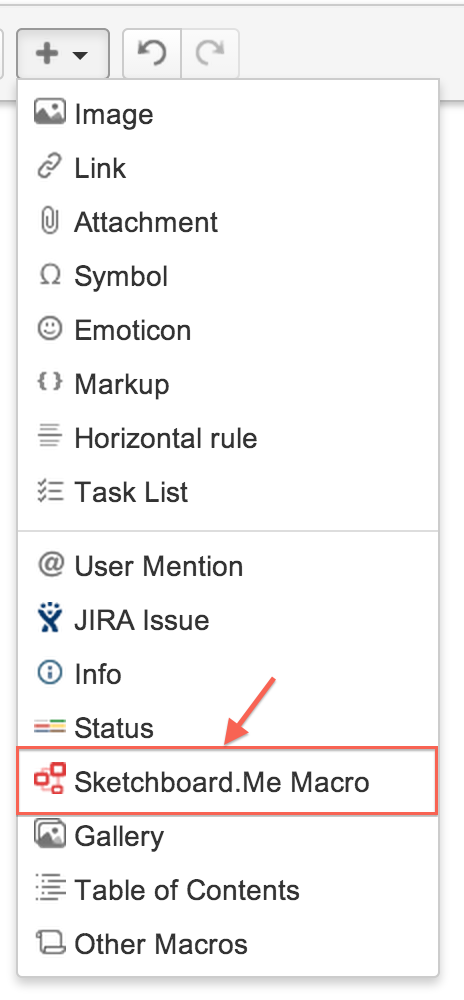 Image
Link
Attachment
Symbol
Emoticon
Markup
Horizontal rule
Task List
User Mention
JIRA Issue
Info
Status
Sketchboard.Me Macro
Gallery
Table of Contents
Other Macros